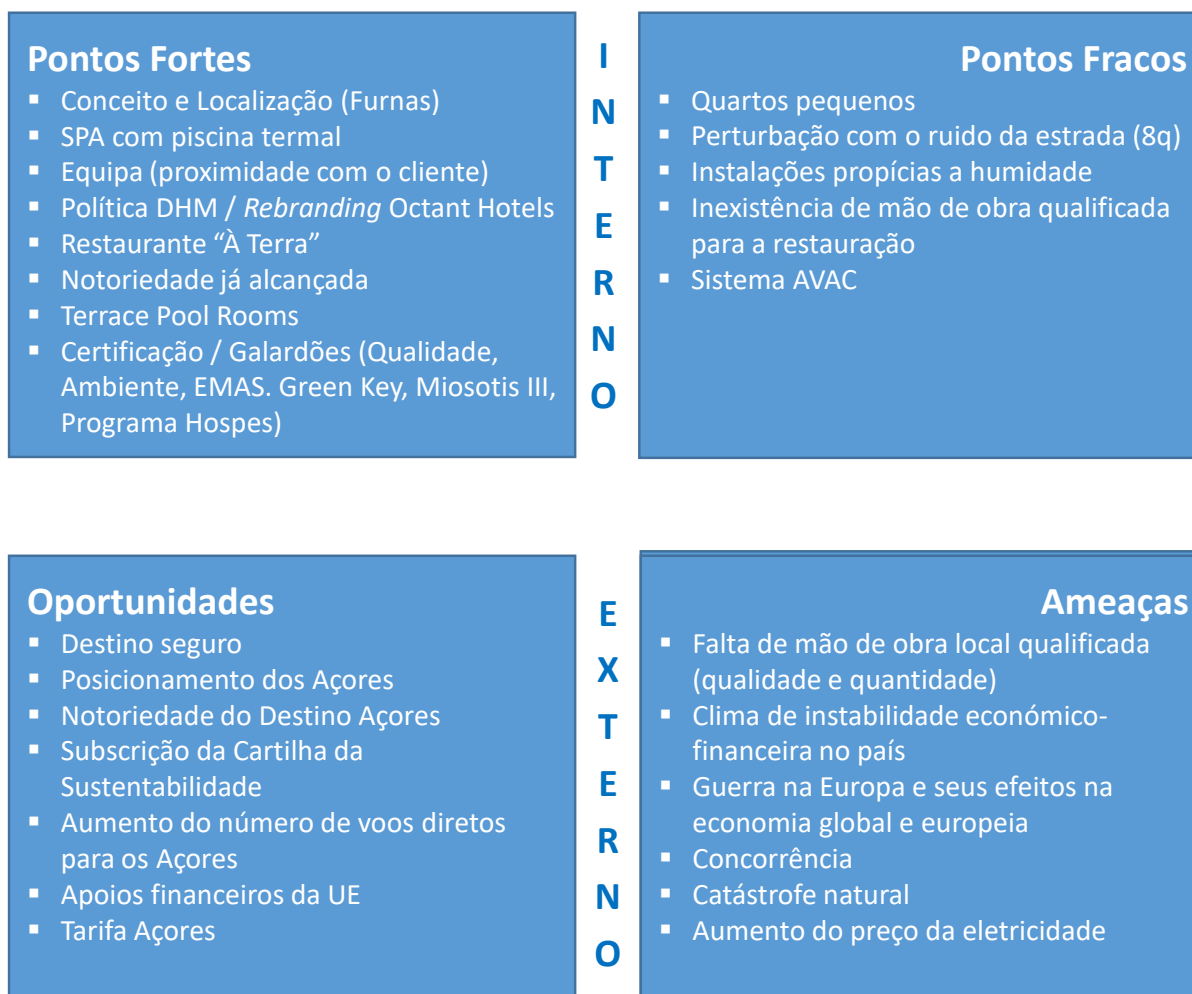 Pontos Fortes
▪ Conceito e Localização (Furnas)
▪ SPA com piscina termal
▪ Equipa (proximidade com o cliente)
▪ Política DHM / Rebranding Octant Hotels
▪ Restaurante “À Terra”
▪ Notoriedade já alcançada
▪ Terrace Pool Rooms
▪ Certificação / Galardões (Qualidade,
Ambiente, EMAS. Green Key, Miosotis III,
Programa Hospes)
I
N
T
E
R
N
O
Pontos Fracos
▪ Quartos pequenos
▪ Perturbação com o ruido da estrada (8q)
▪ Instalações propícias a humidade
▪ Inexistência de mão de obra qualificada
para a restauração
▪ Sistema AVAC
Oportunidades
▪ Destino seguro
▪ Posicionamento dos Açores
▪ Notoriedade do Destino Açores
▪ Subscrição da Cartilha da
Sustentabilidade
▪ Aumento do número de voos diretos
para os Açores
▪ Apoios financeiros da UE
▪ Tarifa Açores
E
X
T
E
R
N
O
Ameaças
▪ Falta de mão de obra local qualificada
(qualidade e quantidade)
▪ Clima de instabilidade económico-
financeira no país
▪ Guerra na Europa e seus efeitos na
economia global e europeia
▪ Concorrência
▪ Catástrofe natural
▪ Aumento do preço da eletricidade